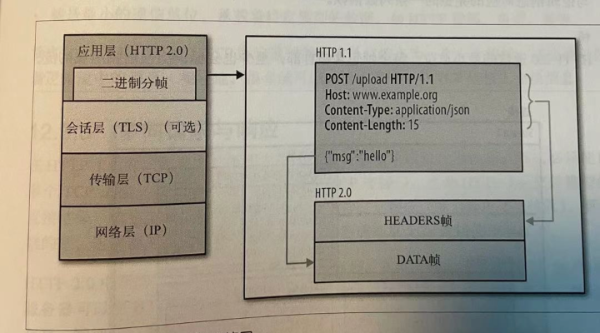 应用层（HTTP 2.0）
二进制分帧
会话层（TLS）（可选）
传输层（TCP）
网络层（IP）
HTTP 1.1
POST /upload HTTP/1.1
Host: www.example.org
Content-Type: application/json
Content-Length: 15
{"msg":"hello"}
HTTP 2.0
HEADERS帧
DATA帧